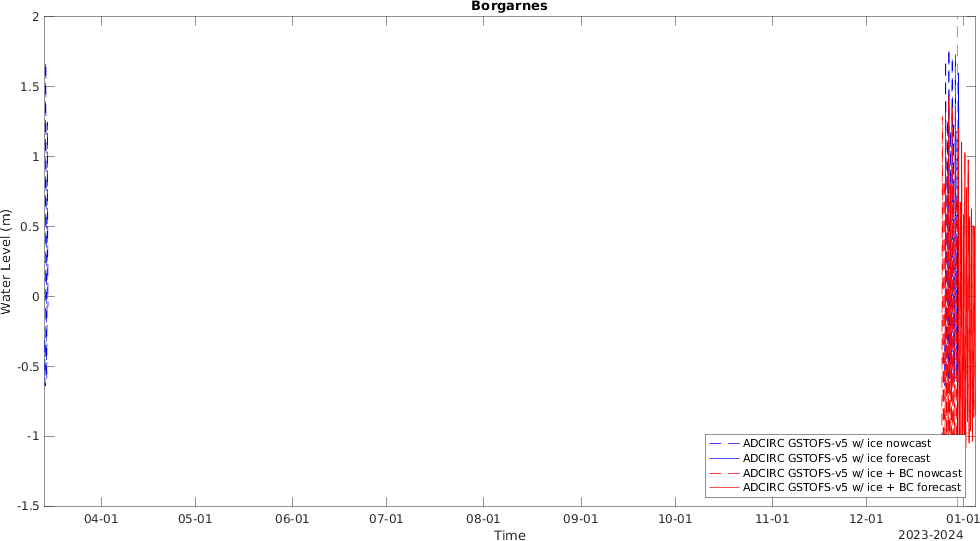 Borgarnes
2
1.5
1
0.5
0
-0.5
-1
-1.5
Water Level (m)
ADCIRC GSTOFS-v5 w/ ice nowcast
ADCIRC GSTOFS-v5 w/ ice forecast
ADCIRC GSTOFS-v5 w/ ice + BC nowcast
ADCIRC GSTOFS-v5 w/ ice + BC forecast
04-01 05-01 06-01 07-01 08-01 09-01 10-01 11-01 12-01 01-01
Time
2023-2024